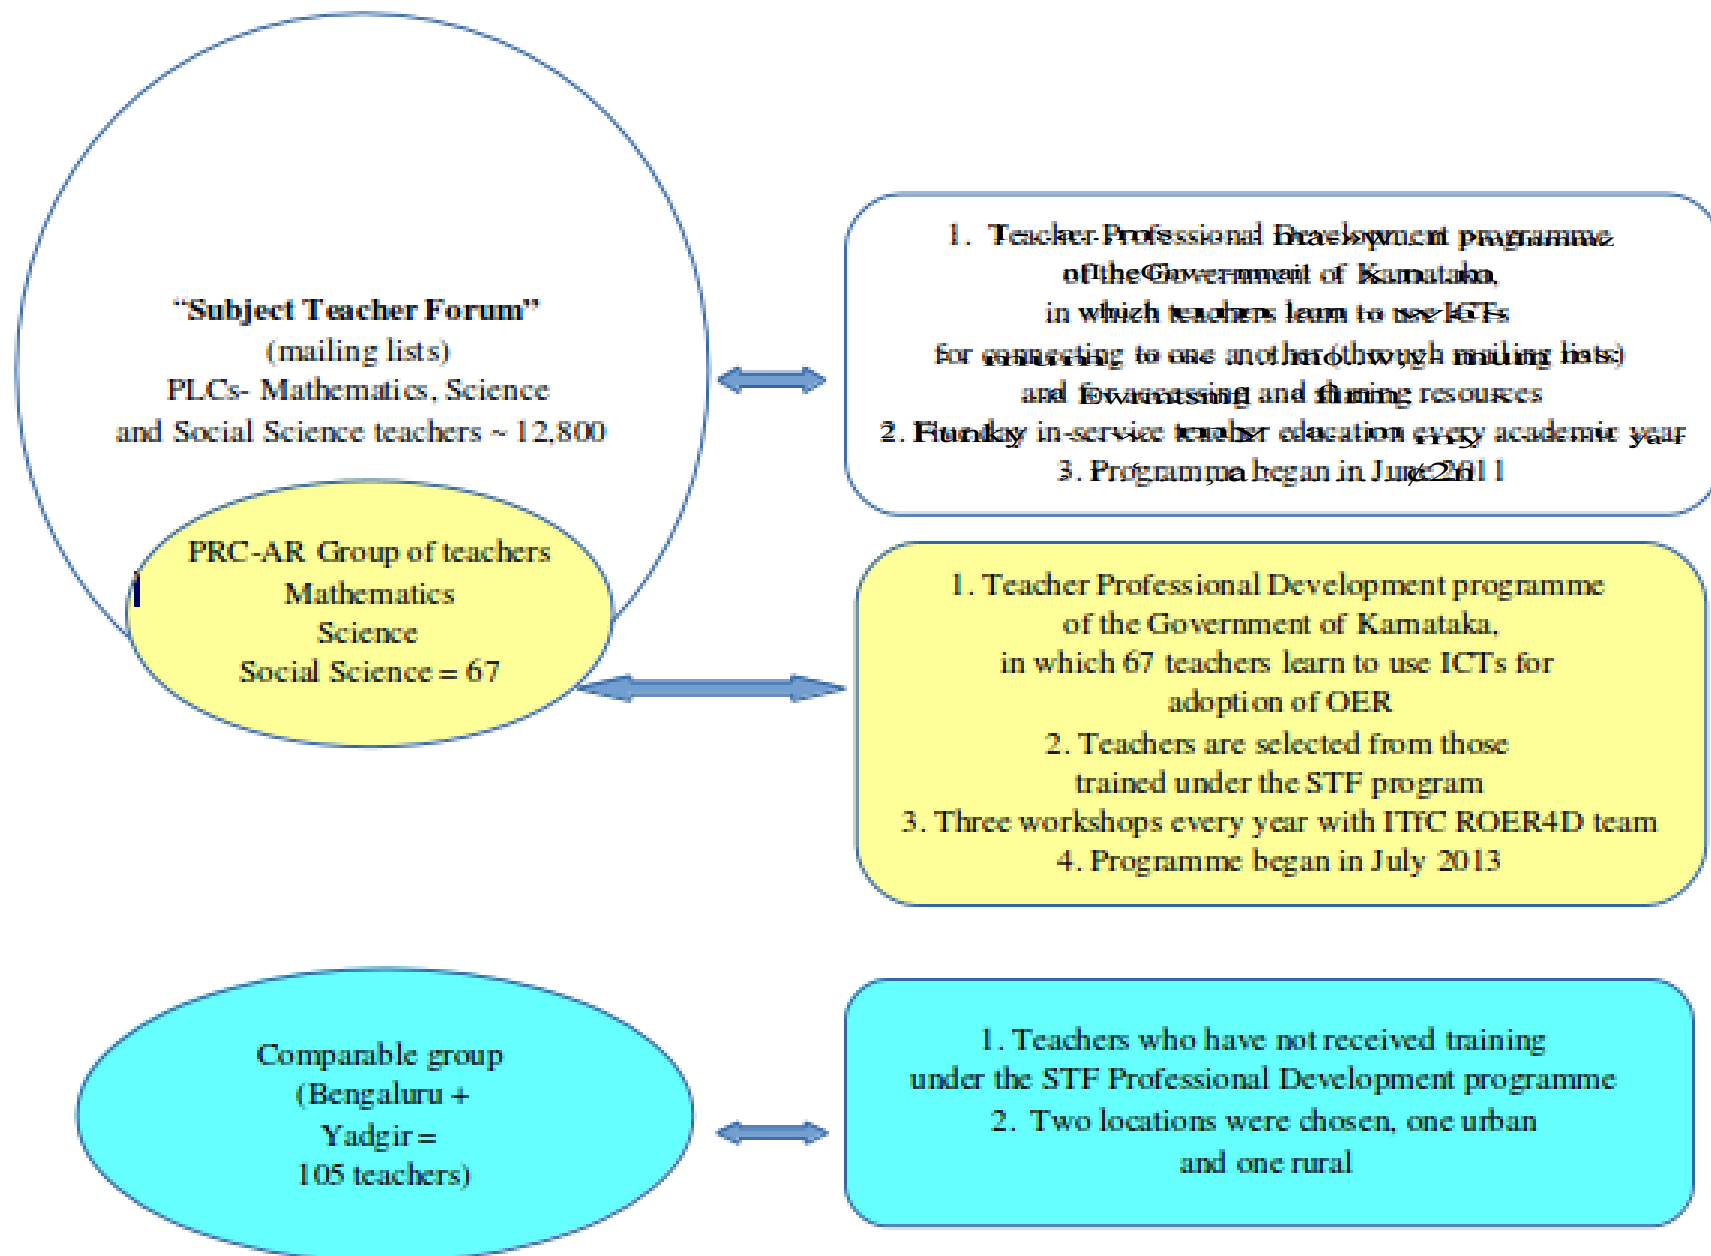 “Subject Teacher Forum”
(mailing lists)
PLCs- Mathematics, Science
and Social Science teachers ~ 12,800
PRC-AR Group of teachers
Mathematics
Science
Social Science = 67
Comparable group
(Bengaluru +
Yadgir =
105 teachers)
1. Teacher Professional Development programme
of the Government of Karnataka,
in which teachers learn to use ICTs
for connecting to one another (through mailing lists)
and for accessing and sharing resources
2. in-service teacher education every academic year
3. Programme began in June 2011
1. Teacher Professional Development programme
of the Government of Karnataka,
in which 67 teachers learn to use ICTs for
adoption of OER
2. Teachers are selected from those
trained under the STF program
3. Three workshops every year with ITfC ROER4D team
4. Programme began in July 2013
1. Teachers who have not received training
under the STF Professional Development programme
2. Two locations were chosen, one urban
and one rural